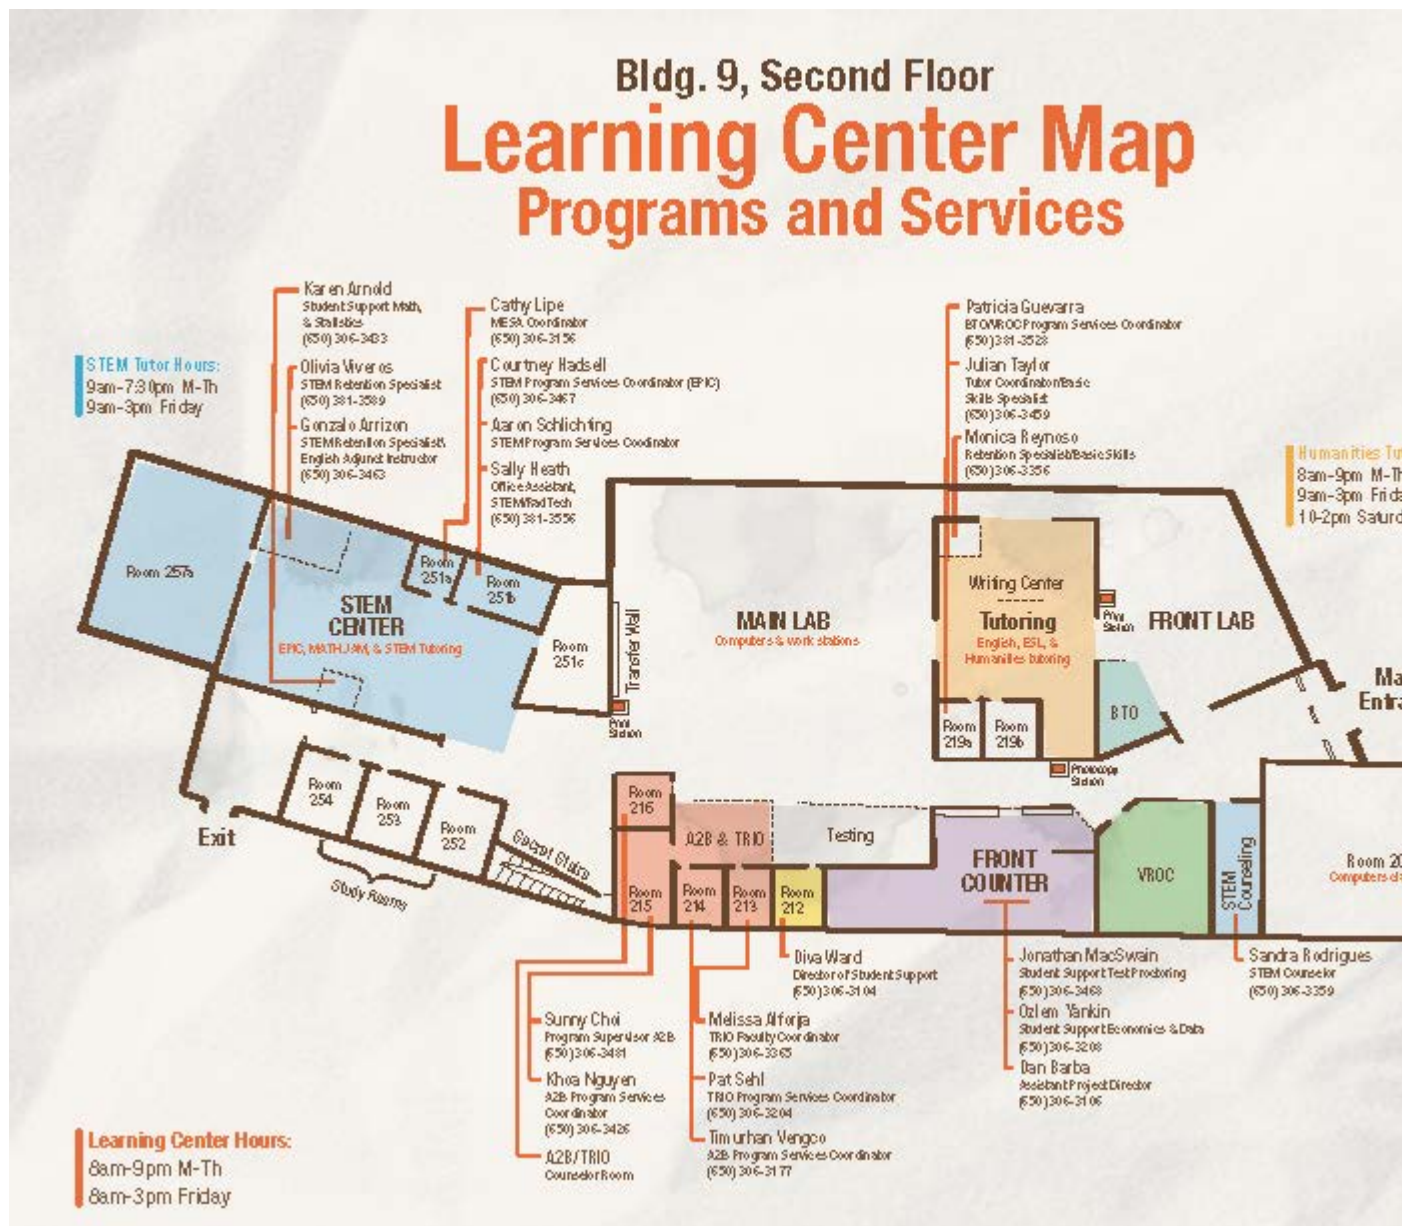 Bldg. 9, Second Floor
Learning Center Map
Programs and Services
STEM Tutor Hours:
9am-7:30pm M-Th
9am-3pm Friday
Karen Arnold
Student Support Math,
& Statistics
(650) 306-3433
Olivia Viveros
STEM Retention Specialist
(650) 381-3589
Gonzalo Arrizon
STEM Retention Specialist\
English Adjunct Instructor
(650) 306-3463
Cathy Lipe
MESA Coordinator
(650) 306-3156
Courtney Hadsell
STEM Program Services Coordinator (EPIC)
(650) 306-3467
Aaron Schlichting
STEM Program Services Coodinator
Sally Heath
Office Assistant,
STEM/Rad Tech
(650) 381-3556
Patricia Guevarra
BTO/VROC Program Services Coordinator
(650) 381-3528
Julian Taylor
Tutor Coordinator/Basic
Skills Specialist
(650) 306-3459
Monica Reynoso
Retention Specialist/Basic Skills
(650) 306-3356
Humanities
8am-9pm M-Th
9am-3pm
10-2pm
Room 257a
STEM
CENTER
EPIC, MATH JAM, & STEM Tutoring
Room
251a
Room
251b
Room
251c
Transfer Wall
Print
Station
MAIN LAB
Computers & work stations
Writing Center
Tutoring
English, ESL, &
Humanities tutoring
Room
219a
Room
219b
Print
Station
FRONT LAB
BTO
Photocopy
Station
Exit
Room
254
Room
253
Room
252
Study Rooms
Secret Stairs
Room
216
Room
215
A2B & TRIO
Room
214
Room
213
Room
212
Testing
FRONT
COUNTER
VROC
STEM
Counseling
Room
Computers
Diva Ward
Director of Student Support
(650) 306-3104
Jonathan MacSwain
Student Support Test Proctoring
(650) 306-3468
Ozlem Yankin
Student Support Economics & Data
(650) 306-3208
Dan Barba
Assistant Project Director
(650) 306-3106
Sandra Rodrigues
STEM Counselor
(650) 306-3359
Sunny Choi
Program Supervisor A2B
(650) 306-3481
Khoa Nguyen
A2B Program Services
Coordinator
(650) 306-3426
A2B/TRIO
Counselor Room
Melissa Alforja
TRIO Faculty Coordinator
(650) 306-3365
Pat Sehl
TRIO Program Services Coordinator
(650) 306-3204
Timurhan Vengco
A2B Program Services Coordinator
(650) 306-3177
Learning Center Hours:
8am-9pm M-Th
8am-3pm Friday